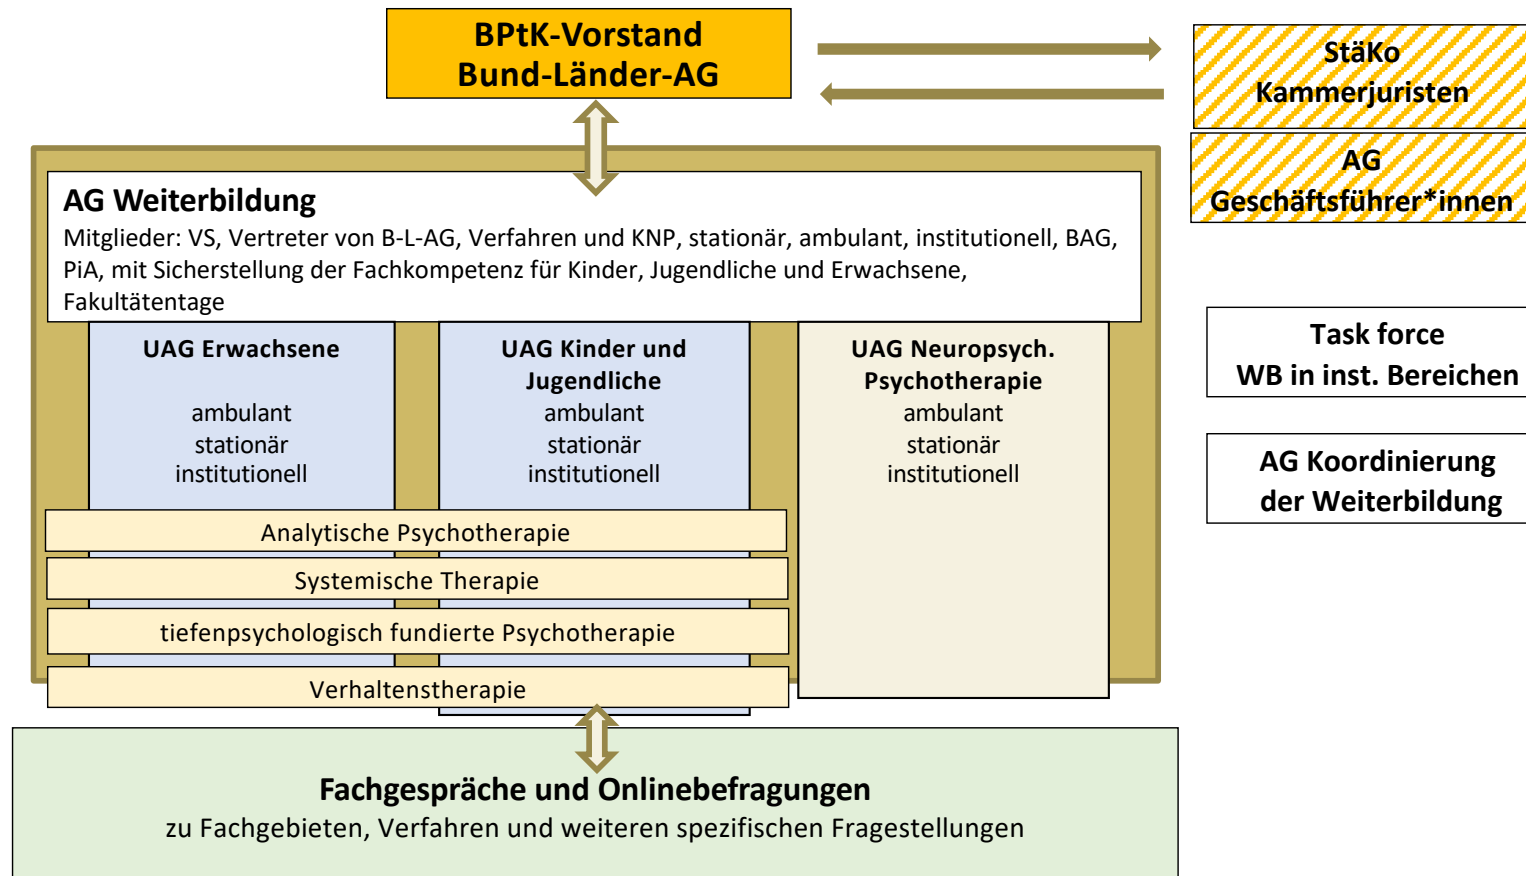 BPtK-Vorstand
Bund-Länder-AG
StäKo
Kammerjuristen
AG
Geschäftsführer*innen
AG Weiterbildung
Mitglieder: VS, Vertreter von B-L-AG, Verfahren und KNP, stationär, ambulant, institutionell, BAG,
PiA, mit Sicherstellung der Fachkompetenz für Kinder, Jugendliche und Erwachsene,
Fakultätentage
UAG Erwachsene
ambulant
stationär
institutionell
UAG Kinder und
Jugendliche
ambulant
stationär
institutionell
UAG Neuropsych.
Psychotherapie
ambulant
stationär
institutionell
Task force
WB in inst. Bereichen
AG Koordinierung
der Weiterbildung
Analytische Psychotherapie
Systemische Therapie
tiefenpsychologisch fundierte Psychotherapie
Verhaltenstherapie
Fachgespräche und Onlinebefragungen
zu Fachgebieten, Verfahren und weiteren spezifischen Fragestellungen